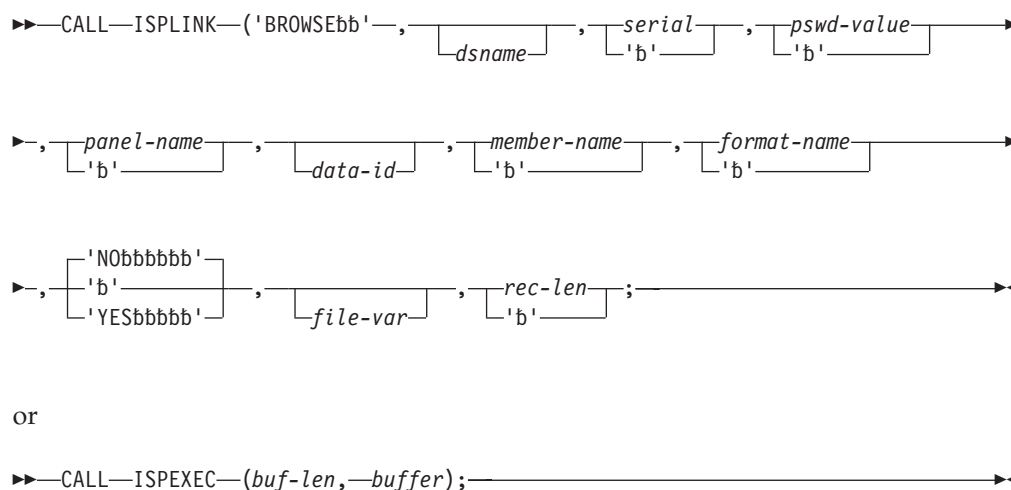 CALL ISPLINK ('BROWSEƀƀ' , dsname , serial , pswd-value
'ƀ' 'ƀ'
, panel-name , data-id , member-name , format-name
'ƀ' 'ƀ' 'ƀ'
'NOƀƀƀƀƀƀ'
, 'ƀ' , file-var , rec-len ;
'YESƀƀƀƀƀ' 'ƀ'
or
CALL ISPEXEC (buf-len, buffer);